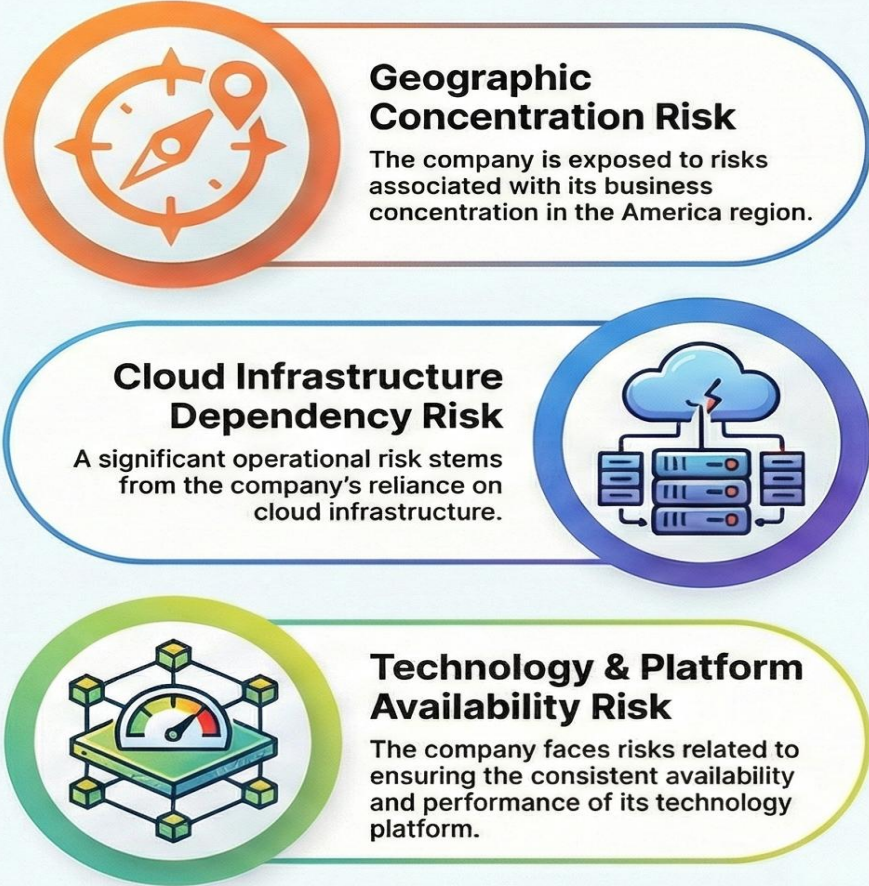 Geographic
Concentration Risk
The company is exposed to risks
associated with its business
concentration in the America region.
Cloud Infrastructure
Dependency Risk
A significant operational risk stems
from the company's reliance on
cloud infrastructure.
Technology & Platform
Availability Risk
The company faces risks related to
ensuring the consistent availability
and performance of its technology
platform.